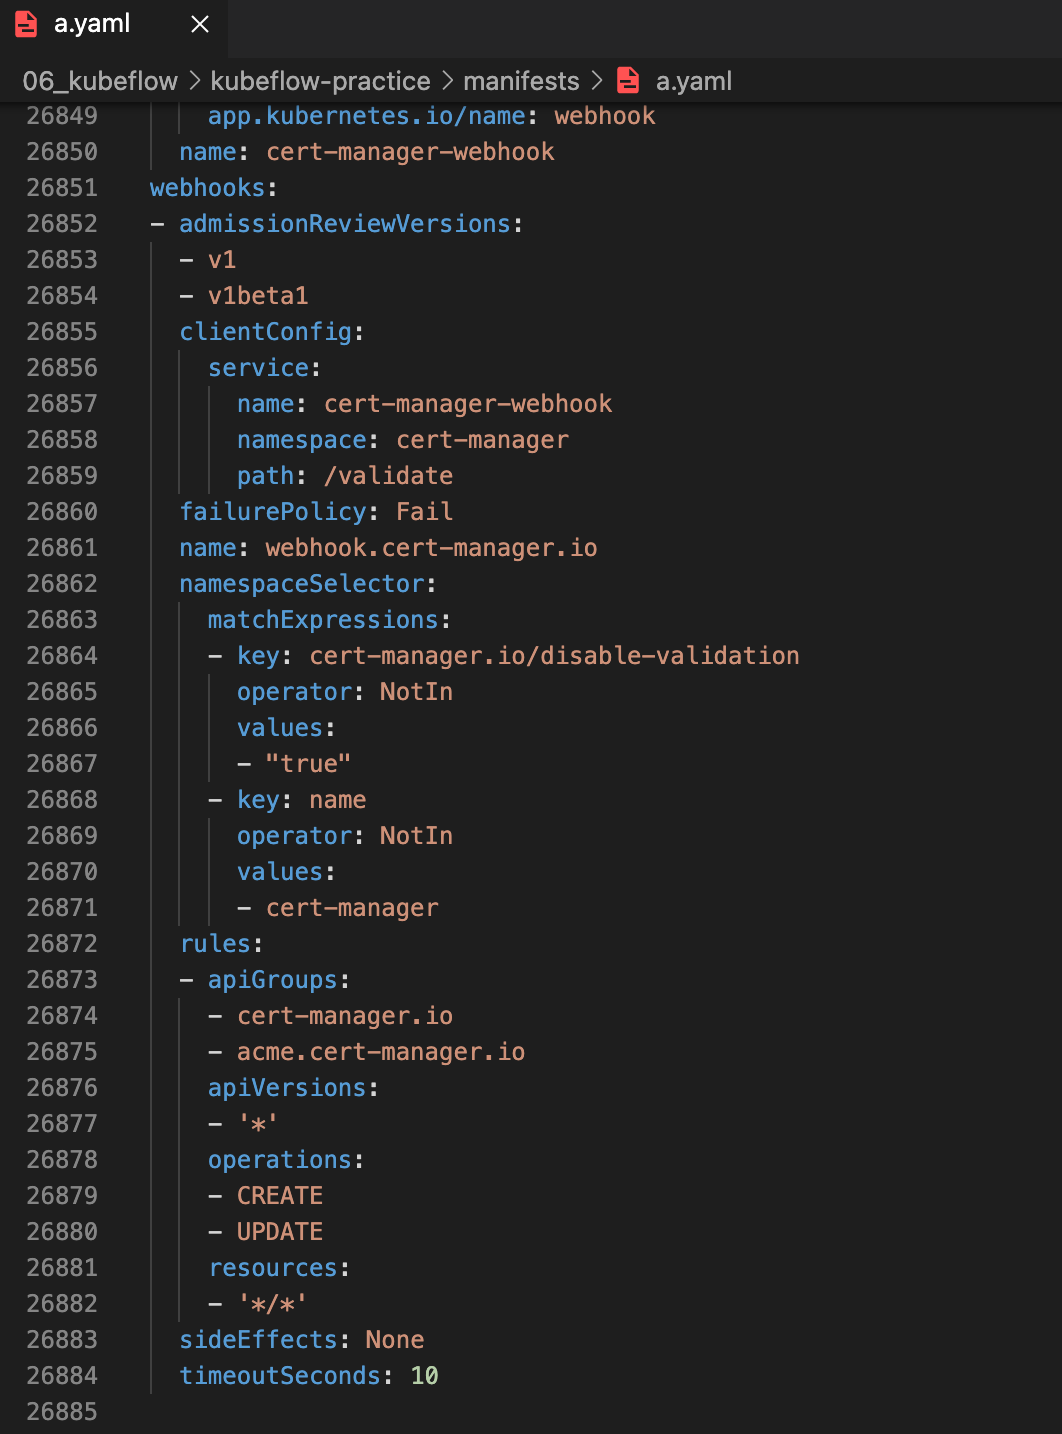 a.yaml
06_kubeflow > kubeflow-practice > manifests > a.yaml
26849 app.kubernetes.io/name: webhook
26850 name: cert-manager-webhook
26851 webhooks:
26852 - admissionReviewVersions:
26853 - v1
26854 - v1beta1
26855 clientConfig:
26856 service:
26857 name: cert-manager-webhook
26858 namespace: cert-manager
26859 path: /validate
26860 failurePolicy: Fail
26861 name: webhook.cert-manager.io
26862 namespaceSelector:
26863 matchExpressions:
26864 - key: cert-manager.io/disable-validation
26865 operator: NotIn
26866 values:
26867 - "true"
26868 - key: name
26869 operator: NotIn
26870 values:
26871 - cert-manager
26872 rules:
26873 - apiGroups:
26874 - cert-manager.io
26875 - acme.cert-manager.io
26876 apiVersions:
26877 - '*'
26878 operations:
26879 - CREATE
26880 - UPDATE
26881 resources:
26882 - '*/*'
26883 sideEffects: None
26884 timeoutSeconds: 10
26885